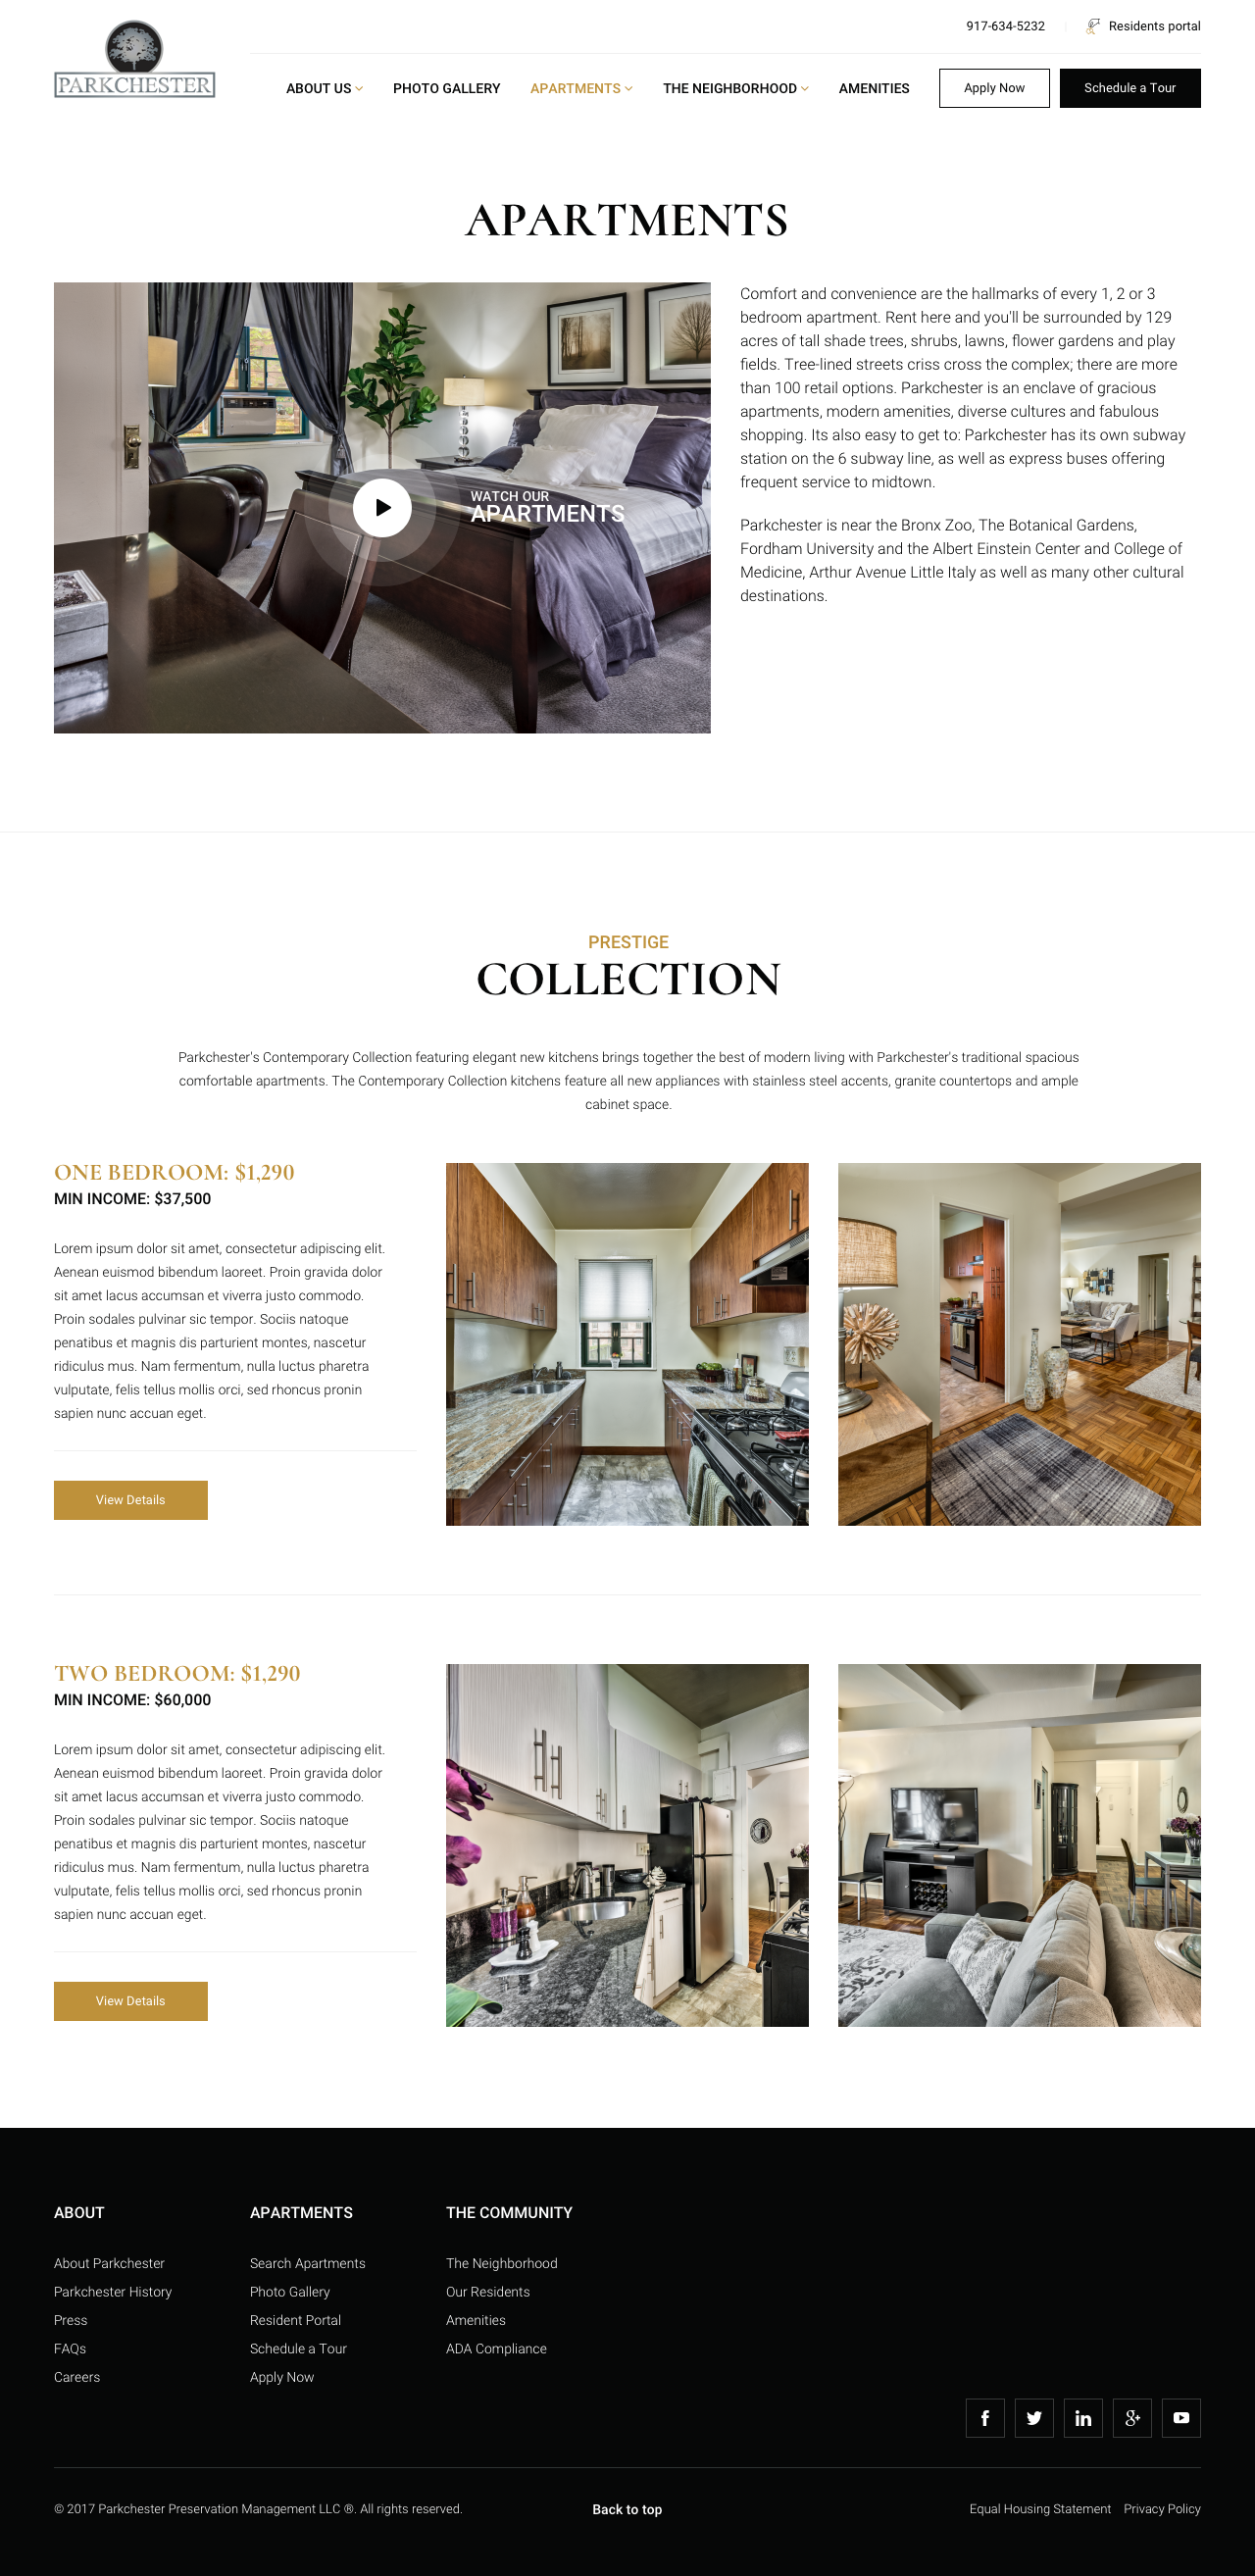 917-634-5232
Residents portal
PARKCHESTER
ABOUT US
PHOTO GALLERY
APARTMENTS
THE NEIGHBORHOOD
AMENITIES
Apply Now
Schedule a Tour
APARTMENTS
WATCH OUR
APARTMENTS
Comfort and convenience are the hallmarks of every 1, 2 or 3
bedroom apartment. Rent here and you'll be surrounded by 129
acres of tall shade trees, shrubs, lawns, flower gardens and play
fields. Tree-lined streets criss cross the complex; there are more
than 100 retail options. Parkchester is an enclave of gracious
apartments, modern amenities, diverse cultures and fabulous
shopping. Its also easy to get to: Parkchester has its own subway
station on the 6 subway line, as well as express buses offering
frequent service to midtown.
Parkchester is near the Bronx Zoo, The Botanical Gardens,
Fordham University and the Albert Einstein Center and College of
Medicine, Arthur Avenue Little Italy as well as many other cultural
destinations.
PRESTIGE
COLLECTION
Parkchester's Contemporary Collection featuring elegant new kitchens brings together the best of modern living with Parkchester's traditional spacious
comfortable apartments. The Contemporary Collection kitchens feature all new appliances with stainless steel accents, granite countertops and ample
cabinet space.
ONE BEDROOM: $1,290
MIN INCOME: $37,500
Lorem ipsum dolor sit amet, consectetur adipiscing elit.
Aenean euismod bibendum laoreet. Proin gravida dolor
sit amet lacus accumsan et viverra justo commodo.
Proin sodales pulvinar sic tempor. Sociis natoque
penatibus et magnis dis parturient montes, nascetur
ridiculus mus. Nam fermentum, nulla luctus pharetra
vulputate, felis tellus mollis orci, sed rhoncus pronin
sapien nunc accuan eget.
View Details
TWO BEDROOM: $1,290
MIN INCOME: $60,000
Lorem ipsum dolor sit amet, consectetur adipiscing elit.
Aenean euismod bibendum laoreet. Proin gravida dolor
sit amet lacus accumsan et viverra justo commodo.
Proin sodales pulvinar sic tempor. Sociis natoque
penatibus et magnis dis parturient montes, nascetur
ridiculus mus. Nam fermentum, nulla luctus pharetra
vulputate, felis tellus mollis orci, sed rhoncus pronin
sapien nunc accuan eget.
View Details
ABOUT
About Parkchester
Parkchester History
Press
FAQs
Careers
APARTMENTS
Search Apartments
Photo Gallery
Resident Portal
Schedule a Tour
Apply Now
THE COMMUNITY
The Neighborhood
Our Residents
Amenities
ADA Compliance
© 2017 Parkchester Preservation Management LLC ®. All rights reserved.
Back to top
Equal Housing Statement
Privacy Policy